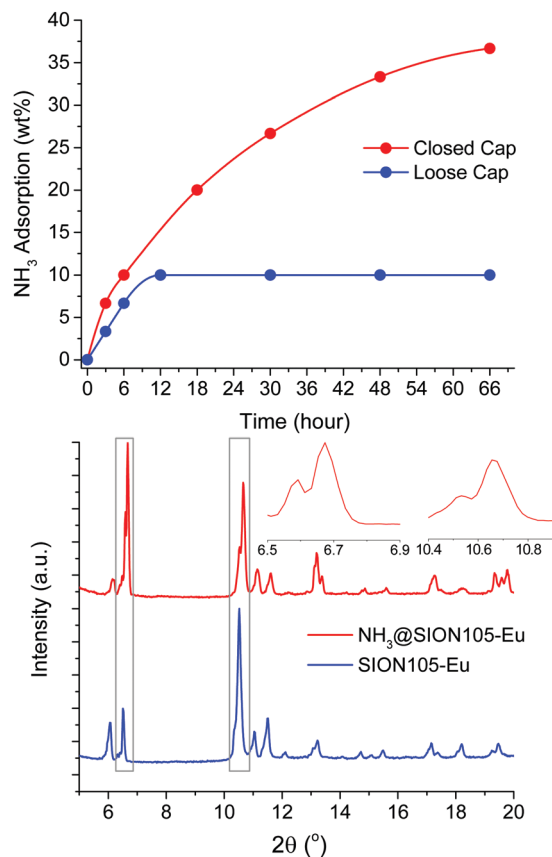 NH₃ Adsorption (wt%)
40
35
30
25
20
15
10
5
0
Closed Cap
Loose Cap
0 6 12 18 24 30 36 42 48 54 60 66
Time (hour)
Intensity (a.u.)
6.5 6.7 6.9
10.4 10.6 10.8
NH₃@SION105-Eu
SION105-Eu
6 8 10 12 14 16 18 20
2θ (°)